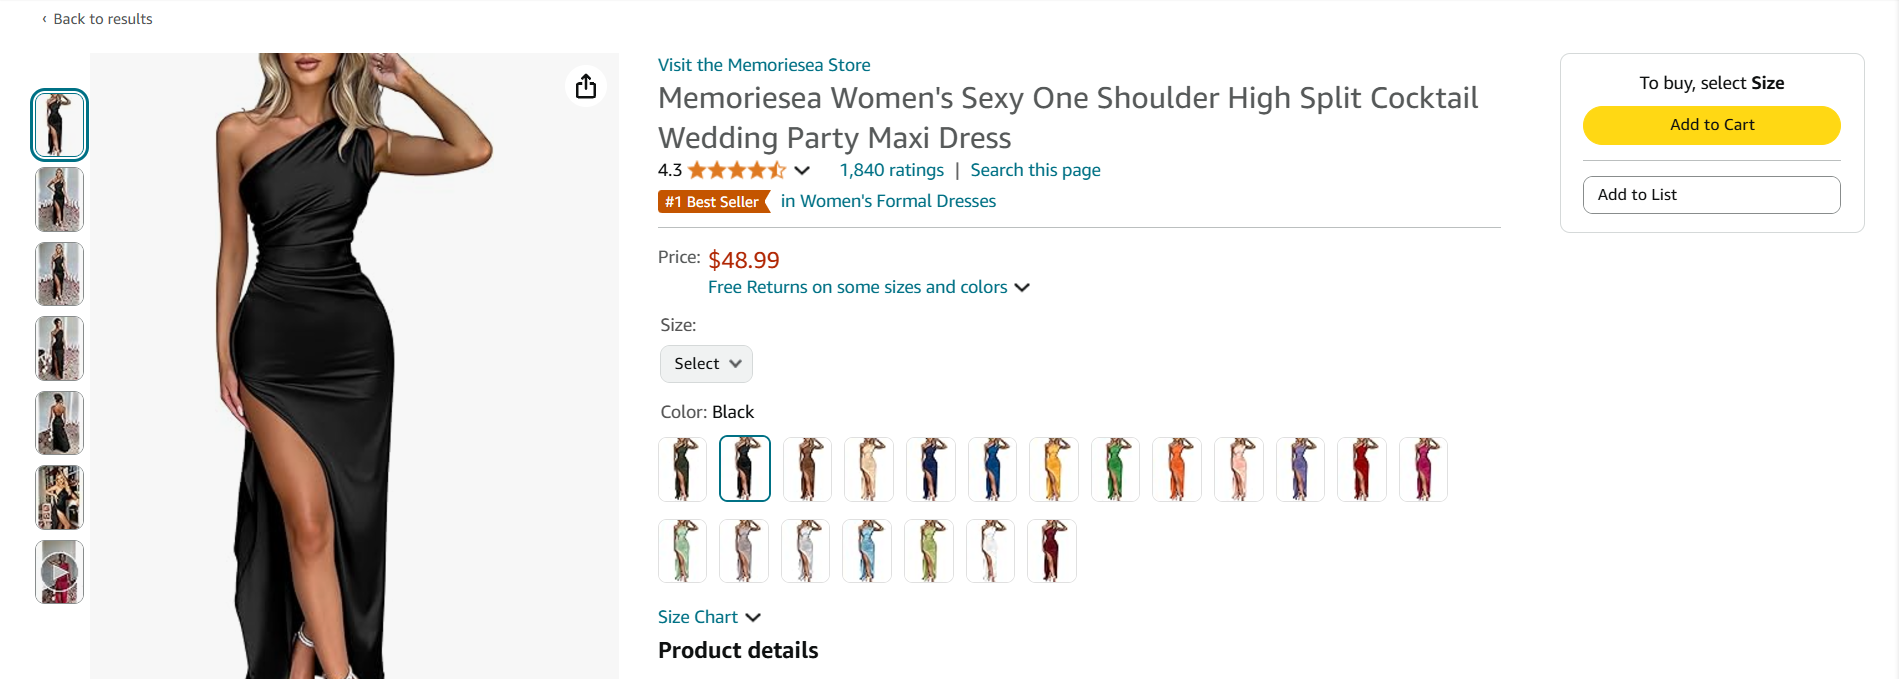 ‹ Back to results
Visit the Memoriesea Store
Memoriesea Women's Sexy One Shoulder High Split Cocktail
Wedding Party Maxi Dress
4.3 1,840 ratings | Search this page
#1 Best Seller in Women's Formal Dresses
Price: $48.99
Free Returns on some sizes and colors
Size:
Select
Color: Black
Size Chart
Product details
To buy, select Size
Add to Cart
Add to List